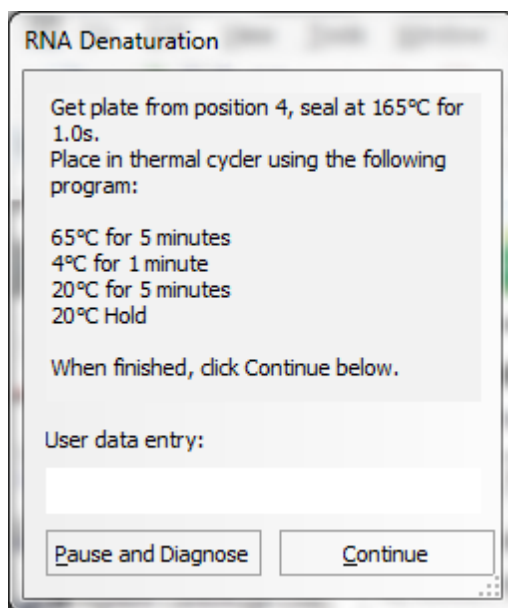 RNA Denaturation
Get plate from position 4, seal at 165°C for
1.0s.
Place in thermal cycler using the following
program:
65°C for 5 minutes
4°C for 1 minute
20°C for 5 minutes
20°C Hold
When finished, click Continue below.
User data entry:
Pause and Diagnose
Continue